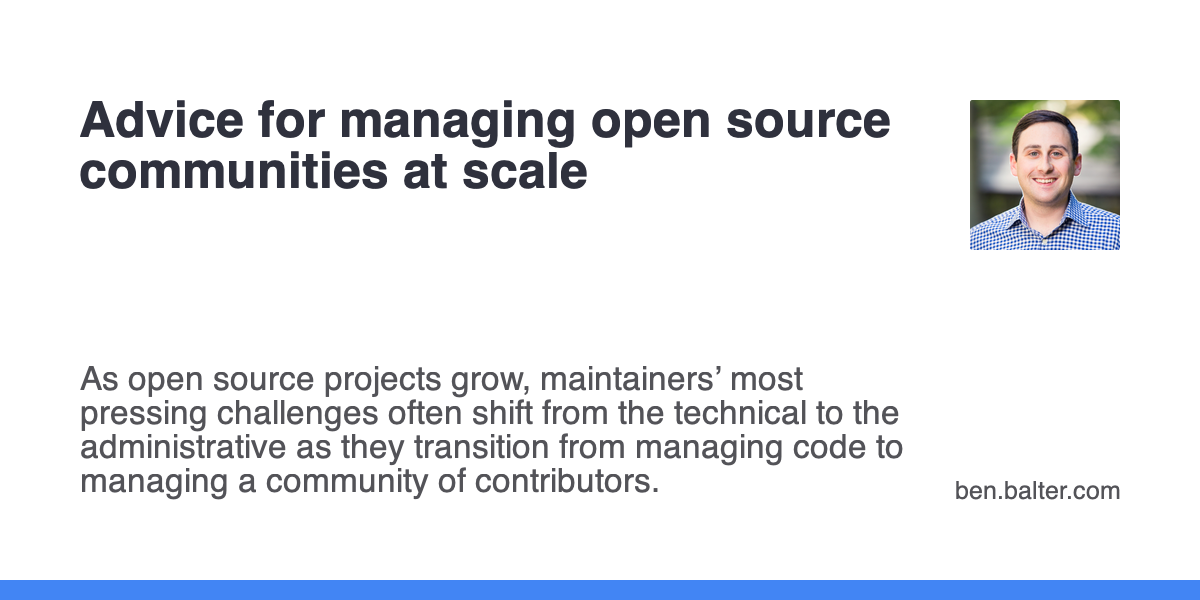 Advice for managing open source
communities at scale
As open source projects grow, maintainers’ most
pressing challenges often shift from the technical to the
administrative as they transition from managing code to
managing a community of contributors.
ben.balter.com